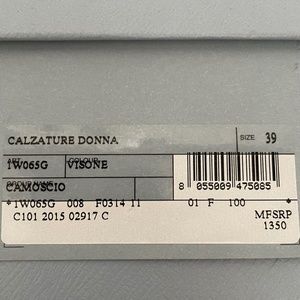 CALZATURE DONNA SIZE 39
ART. COLOUR
1W065G VISONE
CAMOSCIO 8 055009 475085
*1W065G 008 F0314 11 01 F 100 *
C101 2015 02917 C MFSRP
1350